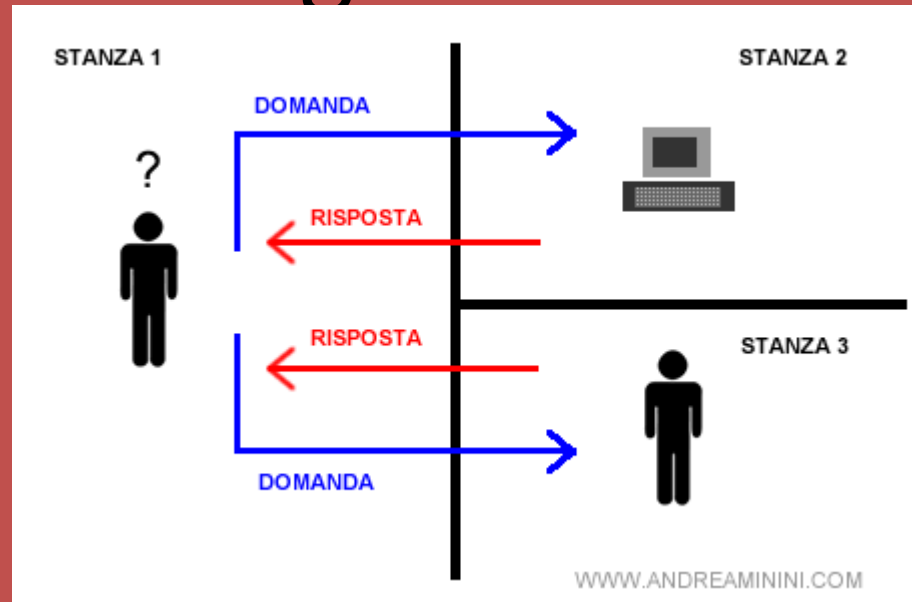 STANZA 1
STANZA 2
DOMANDA
?
RISPOSTA
RISPOSTA
STANZA 3
DOMANDA
WWW.ANDREAMININI.COM